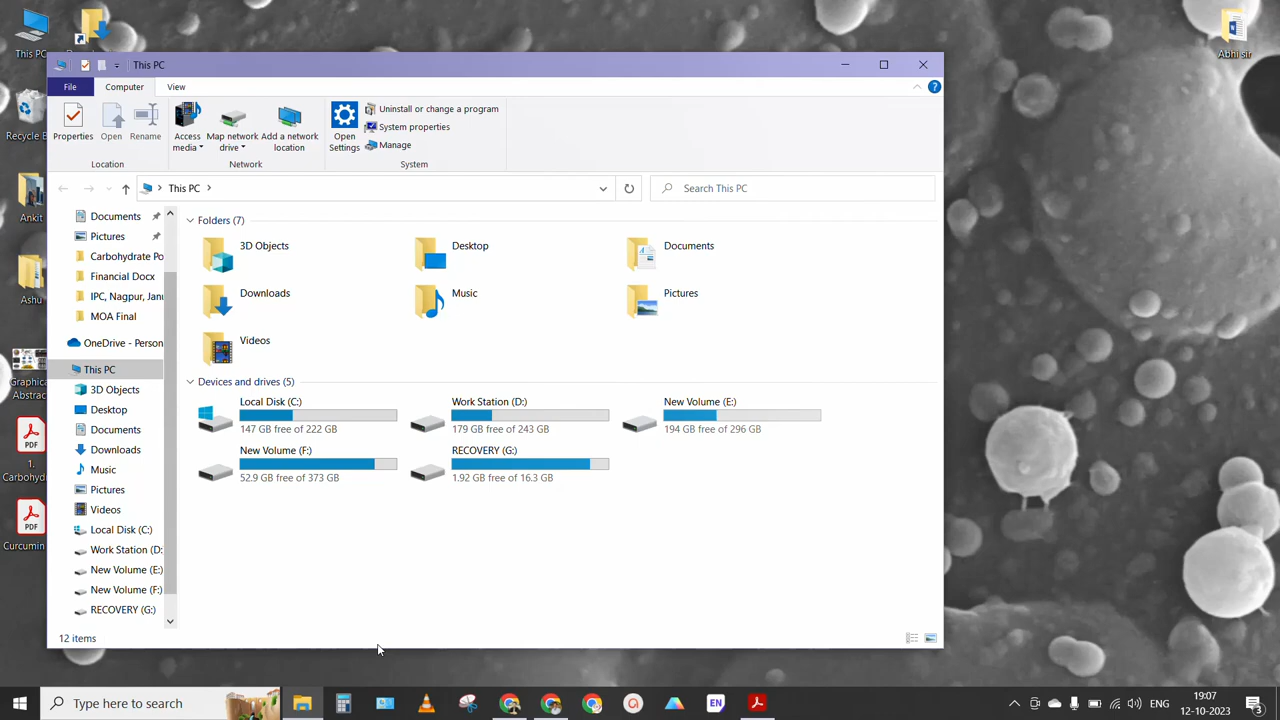 This PC
Abhi sir
Recycle B
Ankit
Ashu
Graphical
Abstrac
PDF
1.
Carbohydr
PDF
Curcumin
This PC
File
Computer
View
Properties
Open
Rename
Access
media
Map network
drive
Add a network
location
Open
Settings
Uninstall or change a program
System properties
Manage
Location
Network
System
This PC
Search This PC
Documents
Pictures
Carbohydrate Po
Financial Docx
IPC, Nagpur, Janu
MOA Final
OneDrive - Person
This PC
3D Objects
Desktop
Documents
Downloads
Music
Pictures
Videos
Local Disk (C:)
Work Station (D:
New Volume (E:)
New Volume (F:)
RECOVERY (G:)
Folders (7)
3D Objects
Desktop
Documents
Downloads
Music
Pictures
Videos
Devices and drives (5)
Local Disk (C:)
147 GB free of 222 GB
Work Station (D:)
179 GB free of 243 GB
New Volume (E:)
194 GB free of 296 GB
New Volume (F:)
52.9 GB free of 373 GB
RECOVERY (G:)
1.92 GB free of 16.3 GB
12 items
Type here to search
EN
ENG
19:07
12-10-2023
3